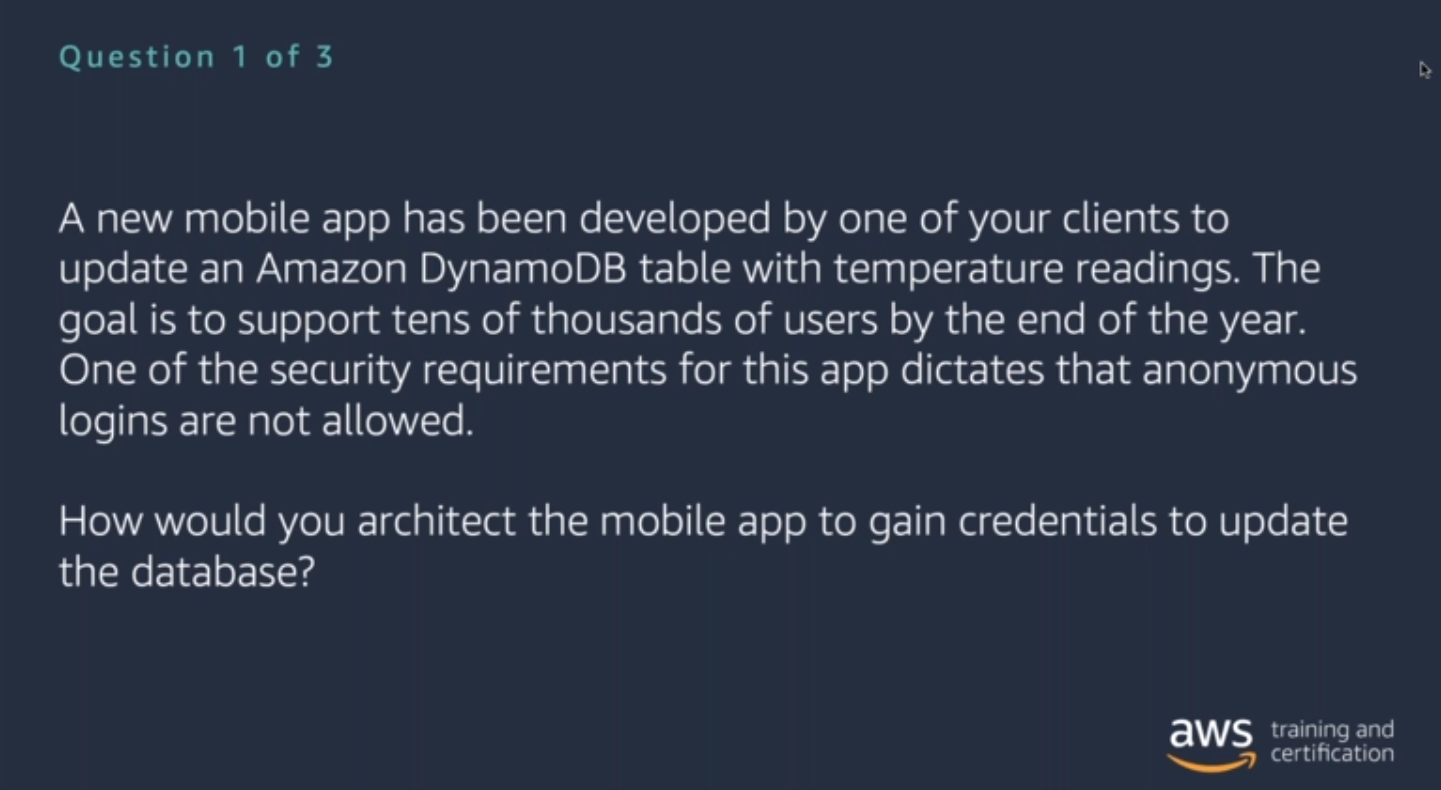 Question 1 of 3
A new mobile app has been developed by one of your clients to
update an Amazon DynamoDB table with temperature readings. The
goal is to support tens of thousands of users by the end of the year.
One of the security requirements for this app dictates that anonymous
logins are not allowed.
How would you architect the mobile app to gain credentials to update
the database?
aws training and
certification